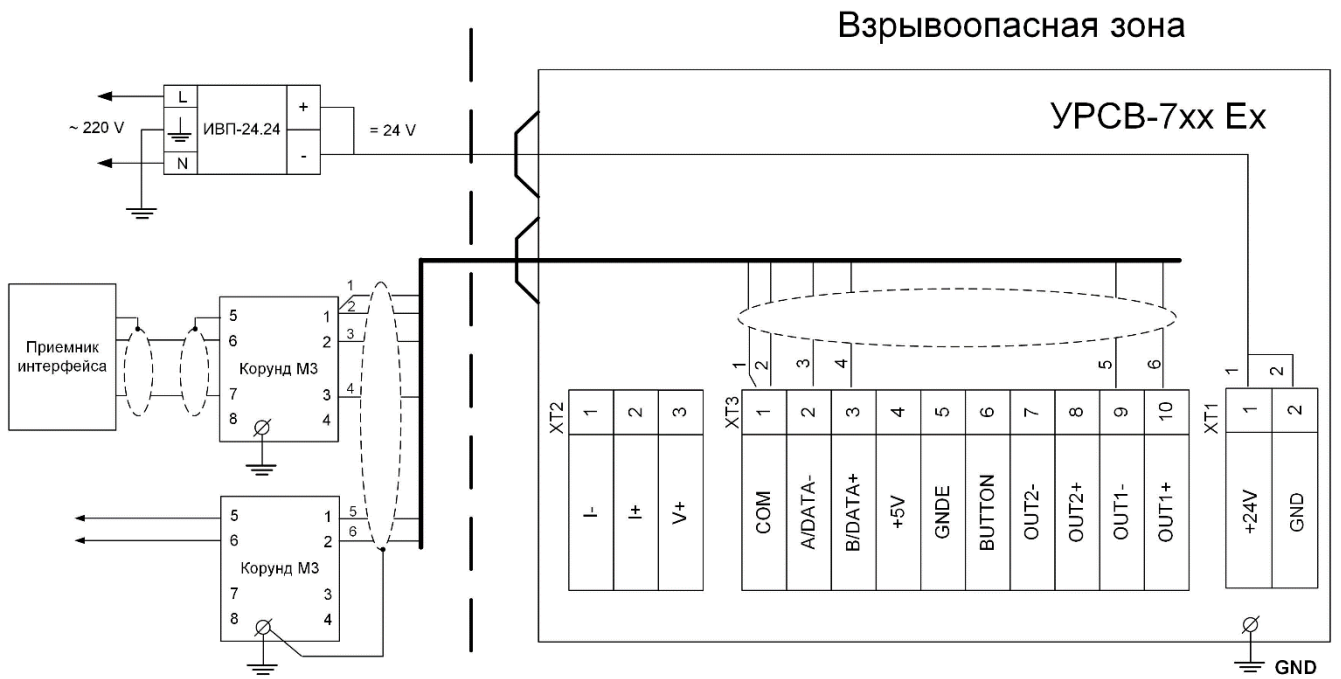 Взрывоопасная зона
УРСВ-7xx Ex
L
N
~ 220 V
ИВП-24.24
+
-
= 24 V
Приемник
интерфейса
5
6
7
8
Корунд М3
1
2
3
4
1
2
3
4
5
6
7
8
Корунд М3
1
2
3
4
5
6
XT2
1
2
3
I-
I+
V+
1
2
3
4
5
6
XT3
1
2
3
4
5
6
7
8
9
10
COM
A/DATA-
B/DATA+
+5V
GNDE
BUTTON
OUT2-
OUT2+
OUT1-
OUT1+
1
2
XT1
1
2
+24V
GND
GND